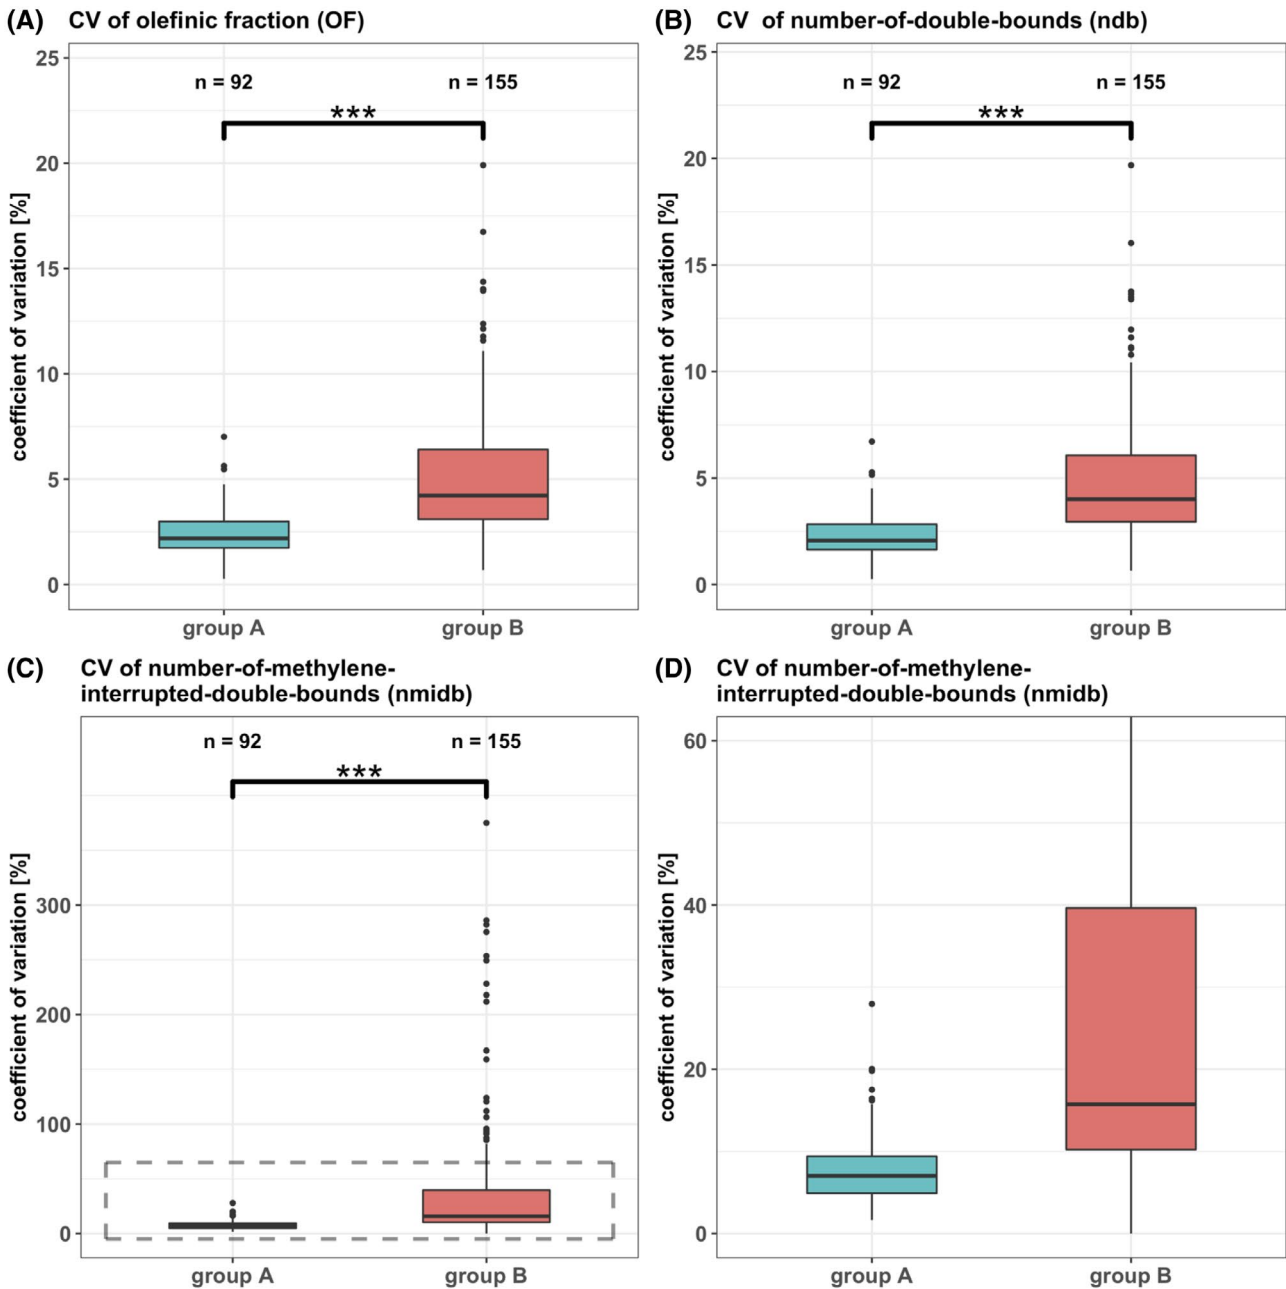 (A) CV of olefinic fraction (OF)
n = 92 n = 155
***
25
20
15
10
5
0
coefficient of variation [%]
group A group B
(B) CV of number-of-double-bounds (ndb)
n = 92 n = 155
***
25
20
15
10
5
0
coefficient of variation [%]
group A group B
(C) CV of number-of-methylene-
interrupted-double-bounds (nmidb)
n = 92 n = 155
***
300
200
100
0
coefficient of variation [%]
group A group B
(D) CV of number-of-methylene-
interrupted-double-bounds (nmidb)
60
40
20
0
coefficient of variation [%]
group A group B